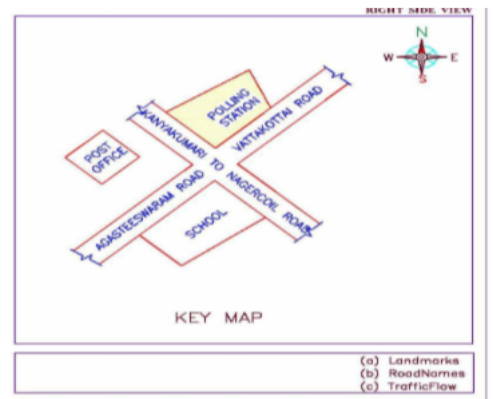 RIGHT SIDE VIEW
N
W E
S
POLLING
STATION
VATTAKOTTAI ROAD
KANYAKUMARI TO NAGERCOIL ROAD
POST
OFFICE
AGASTEESWARAM ROAD
SCHOOL
KEY MAP
(a) Landmarks
(b) RoadNames
(c) TrafficFlow